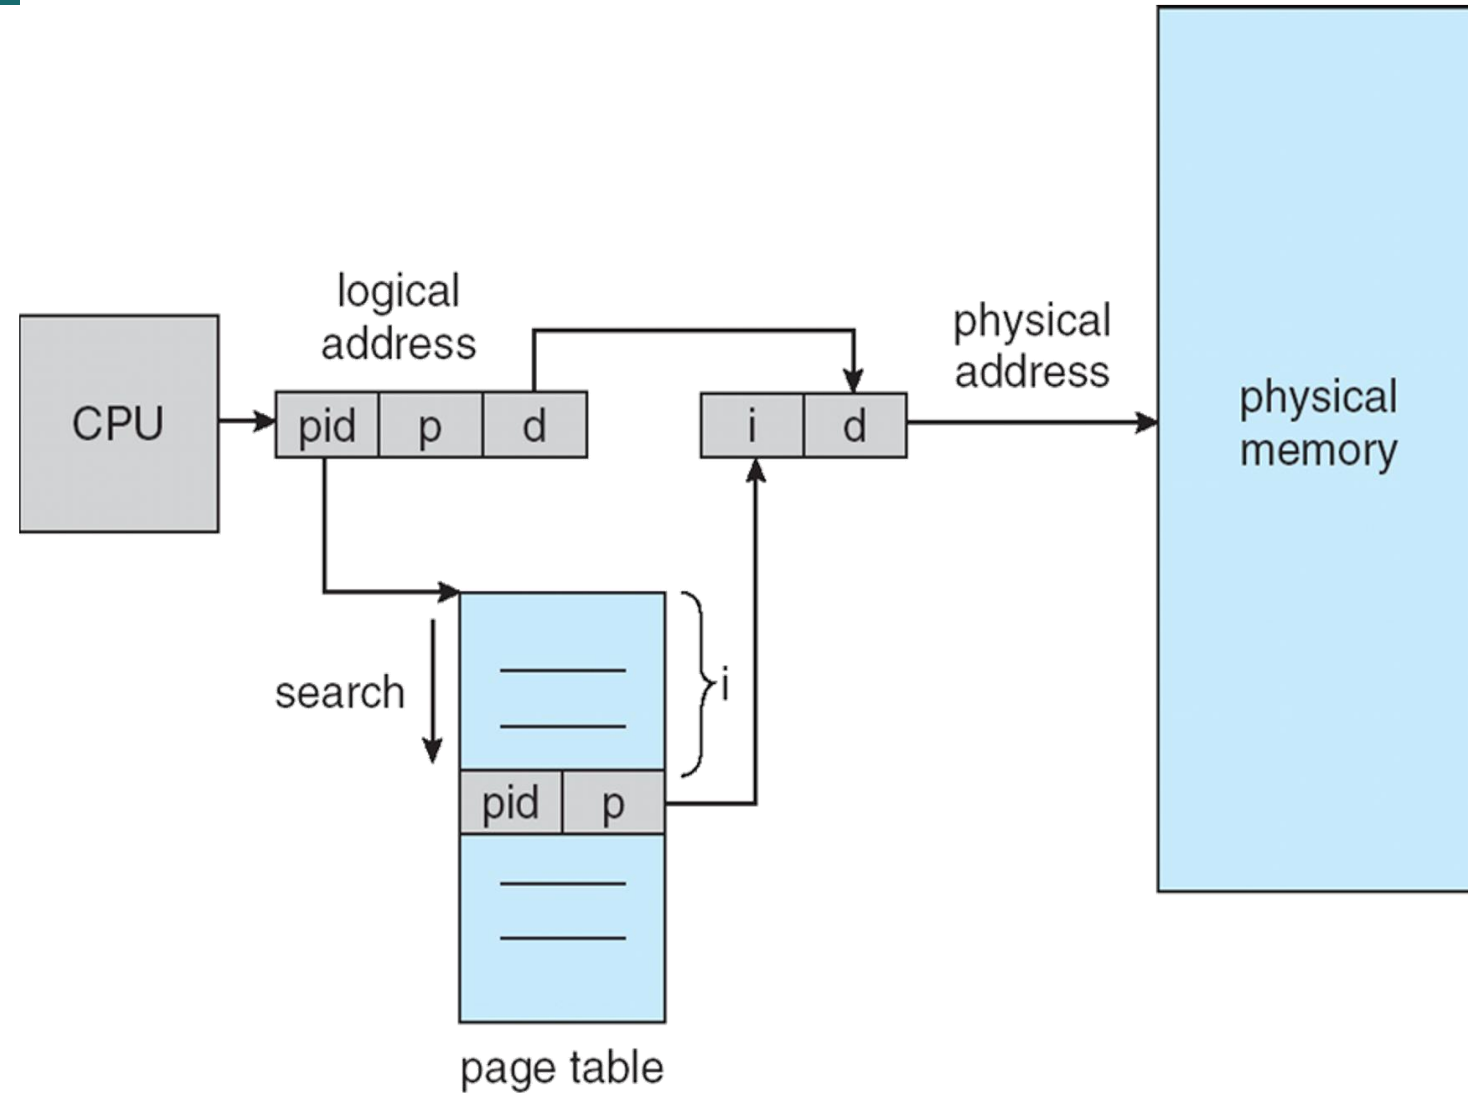 logical
address
physical
address
CPU
pid
p
d
i
d
physical
memory
search
i
pid
p
page table